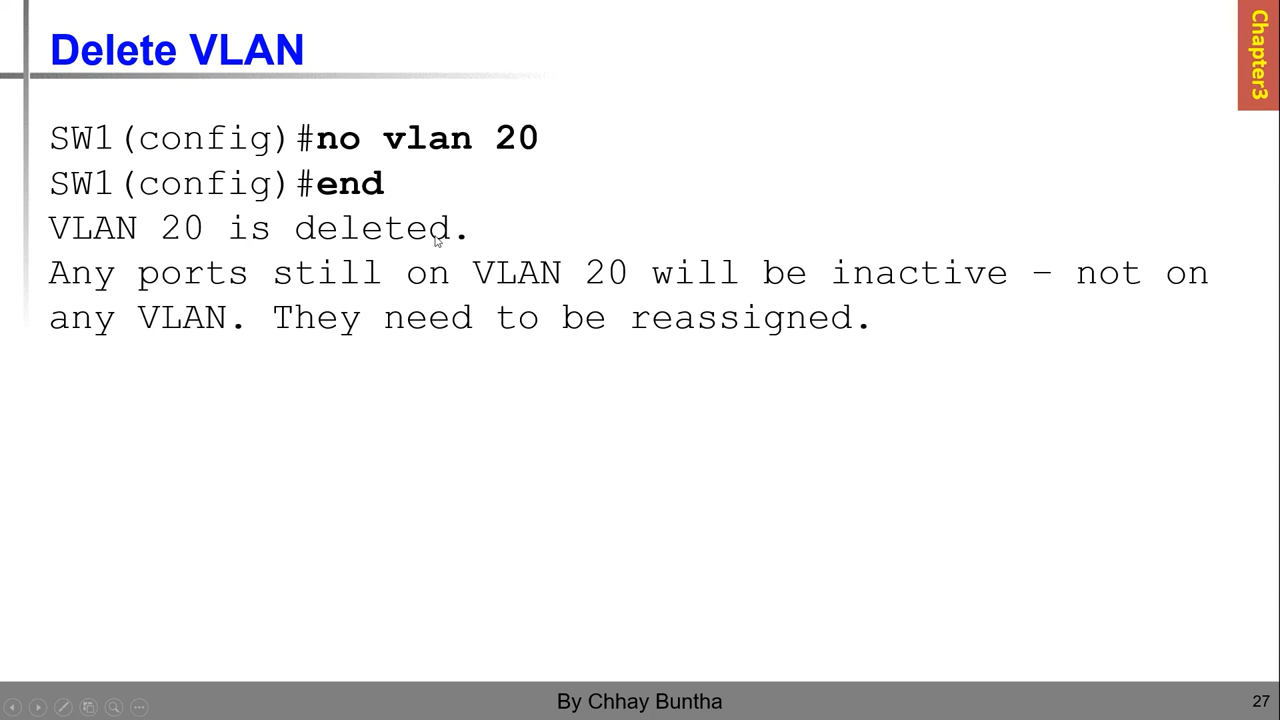 Delete VLAN
Chapter3
SW1(config)#no vlan 20
SW1(config)#end
VLAN 20 is deleted.
Any ports still on VLAN 20 will be inactive – not on
any VLAN. They need to be reassigned.
By Chhay Buntha
27